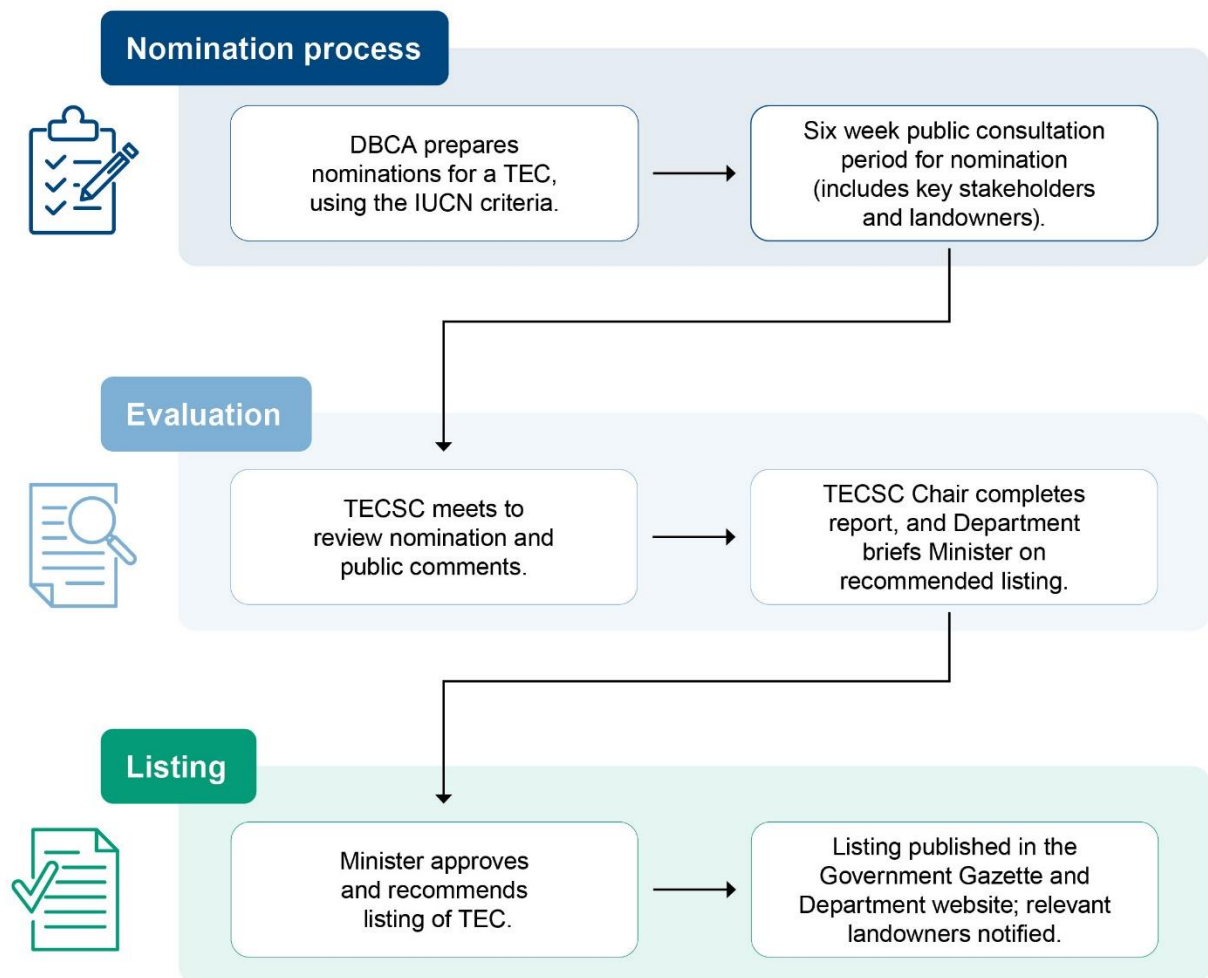 Nomination process
DBCA prepares
nominations for a TEC,
using the IUCN criteria.
Six week public consultation
period for nomination
(includes key stakeholders
and landowners).
Evaluation
TECSC meets to
review nomination and
public comments.
TECSC Chair completes
report, and Department
briefs Minister on
recommended listing.
Listing
Minister approves
and recommends
listing of TEC.
Listing published in the
Government Gazette and
Department website; relevant
landowners notified.